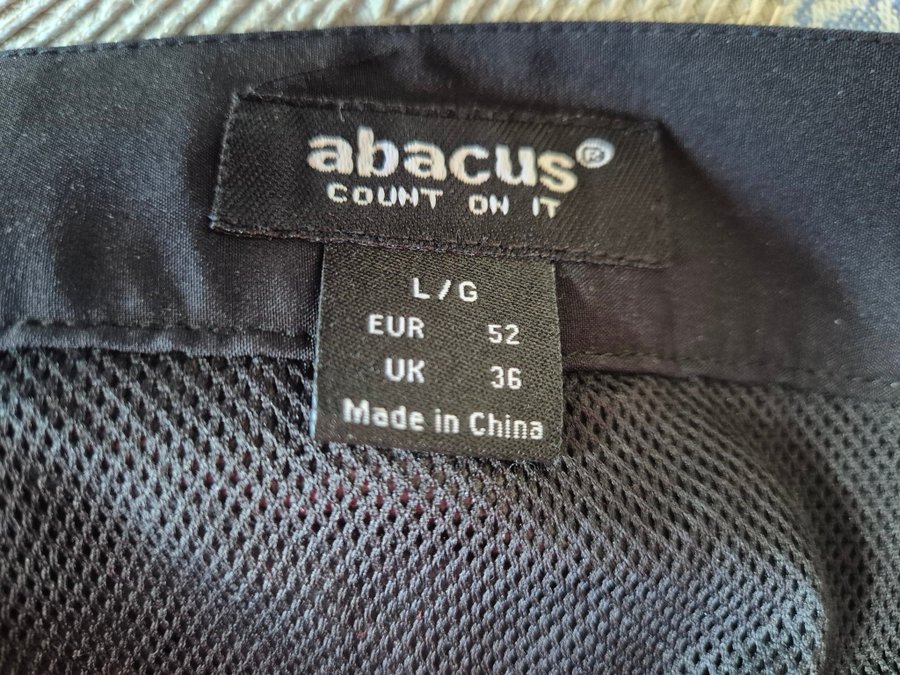 abacus®
COUNT ON IT
L/G
EUR 52
UK 36
Made in China